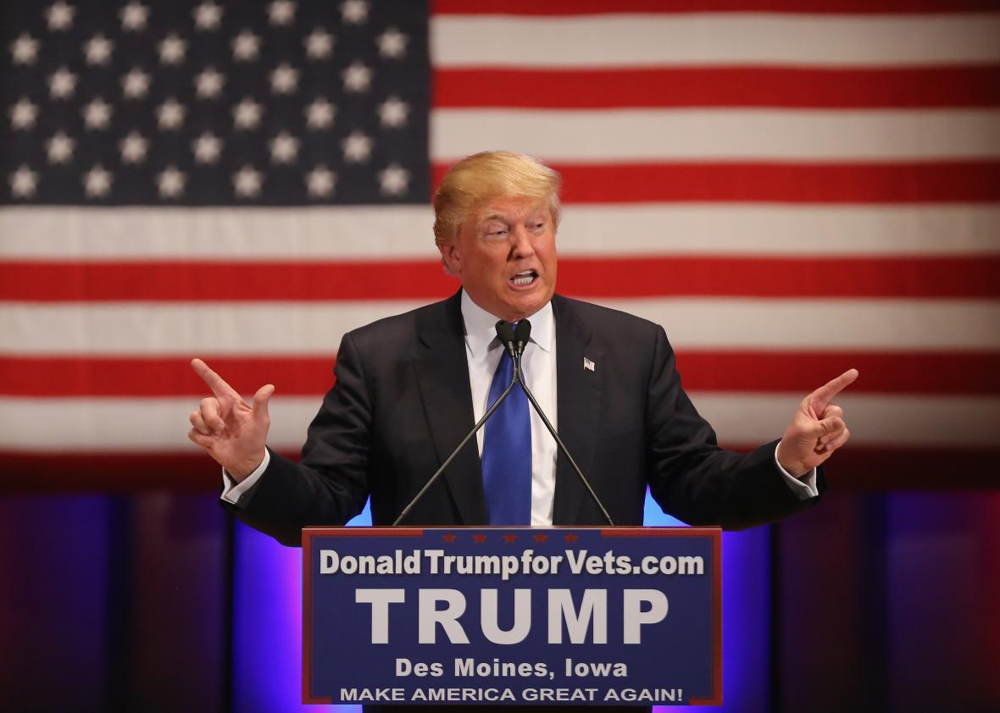 DonaldTrumpforVets.com
TRUMP
Des Moines, Iowa
MAKE AMERICA GREAT AGAIN!